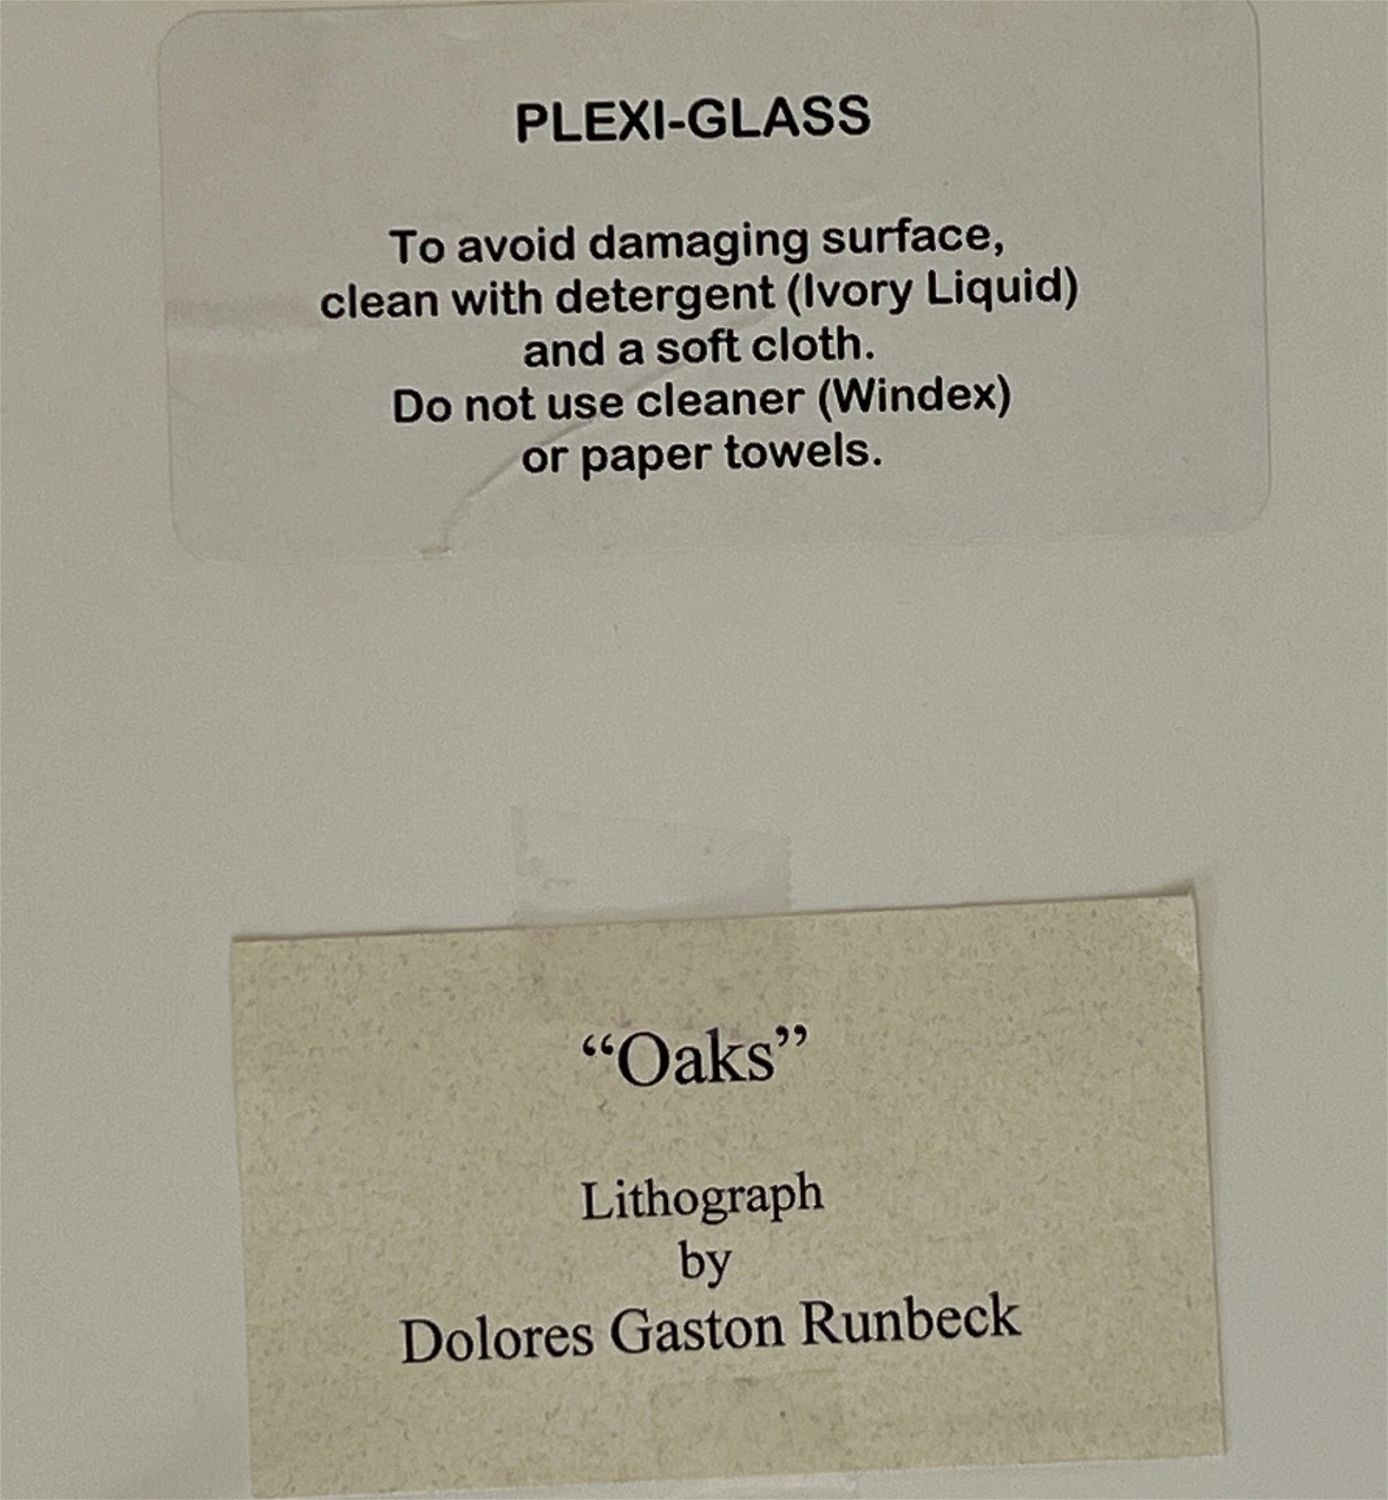 PLEXI-GLASS
To avoid damaging surface,
clean with detergent (Ivory Liquid)
and a soft cloth.
Do not use cleaner (Windex)
or paper towels.
“Oaks”
Lithograph
by
Dolores Gaston Runbeck